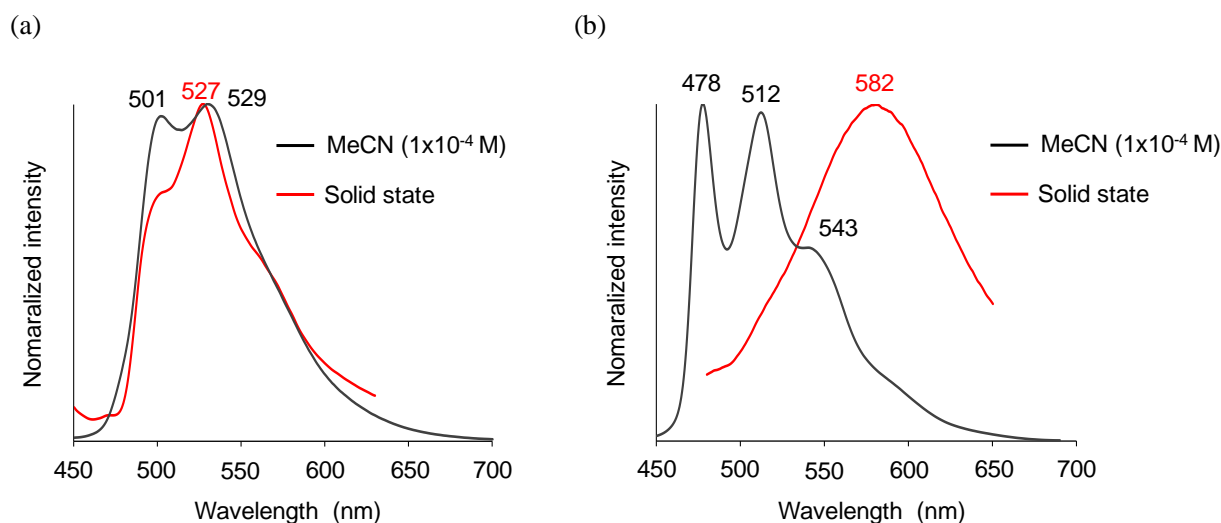 (a)
501
527
529
MeCN (1x10⁻⁴ M)
Solid state
Nomaralized intensity
450 500 550 600 650 700
Wavelength (nm)
(b)
478
512
582
543
MeCN (1x10⁻⁴ M)
Solid state
Nomaralized intensity
450 500 550 600 650 700
Wavelength (nm)